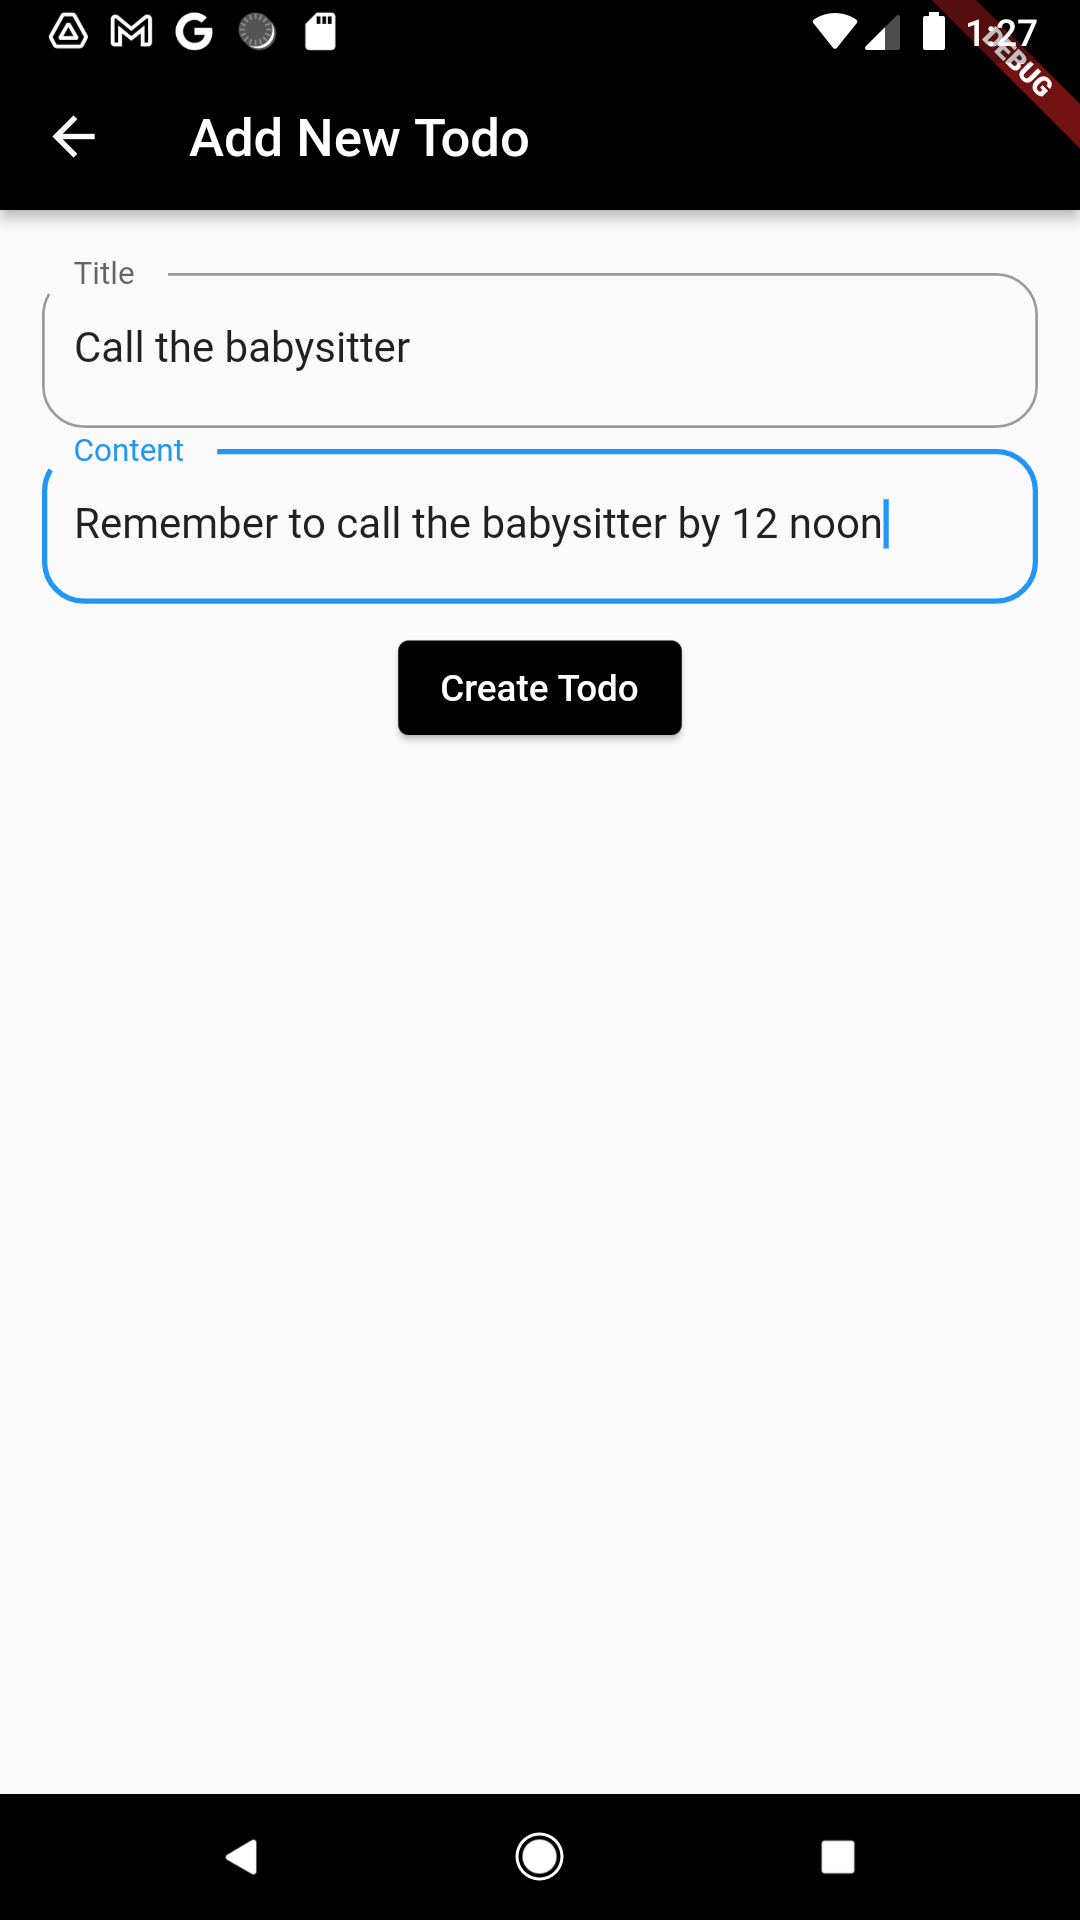 1:27
DEBUG
Add New Todo
Title
Call the babysitter
Content
Remember to call the babysitter by 12 noon
Create Todo